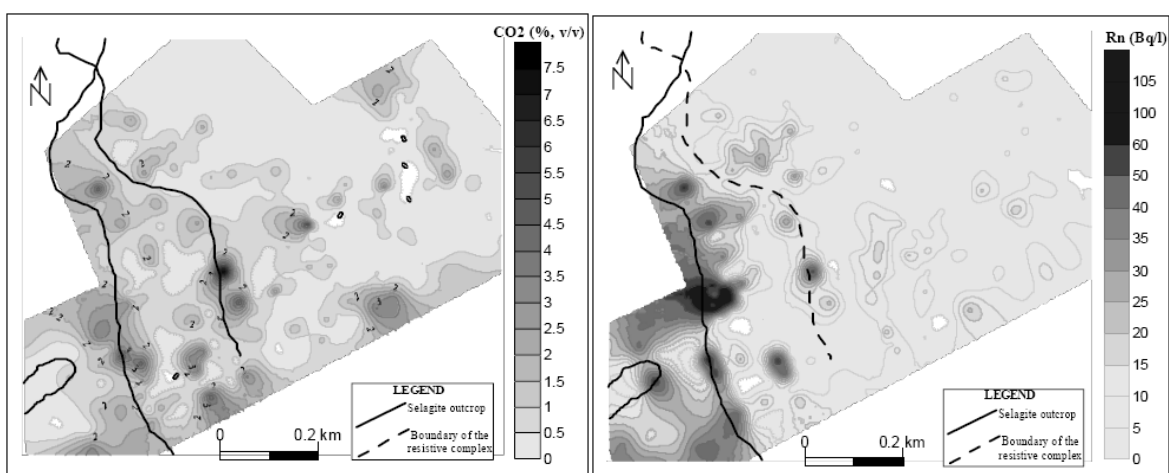 CO2 (%, v/v)
7.5
7
6.5
6
5.5
5
4.5
4
3.5
3
2.5
2
1.5
1
0.5
0
N
LEGEND
Selagite outcrop
Boundary of the
resistive complex
0 0.2 km
Rn (Bq/l)
105
100
60
50
40
35
30
25
20
15
10
5
0
N
LEGEND
Selagite outcrop
Boundary of the
resistive complex
0 0.2 km